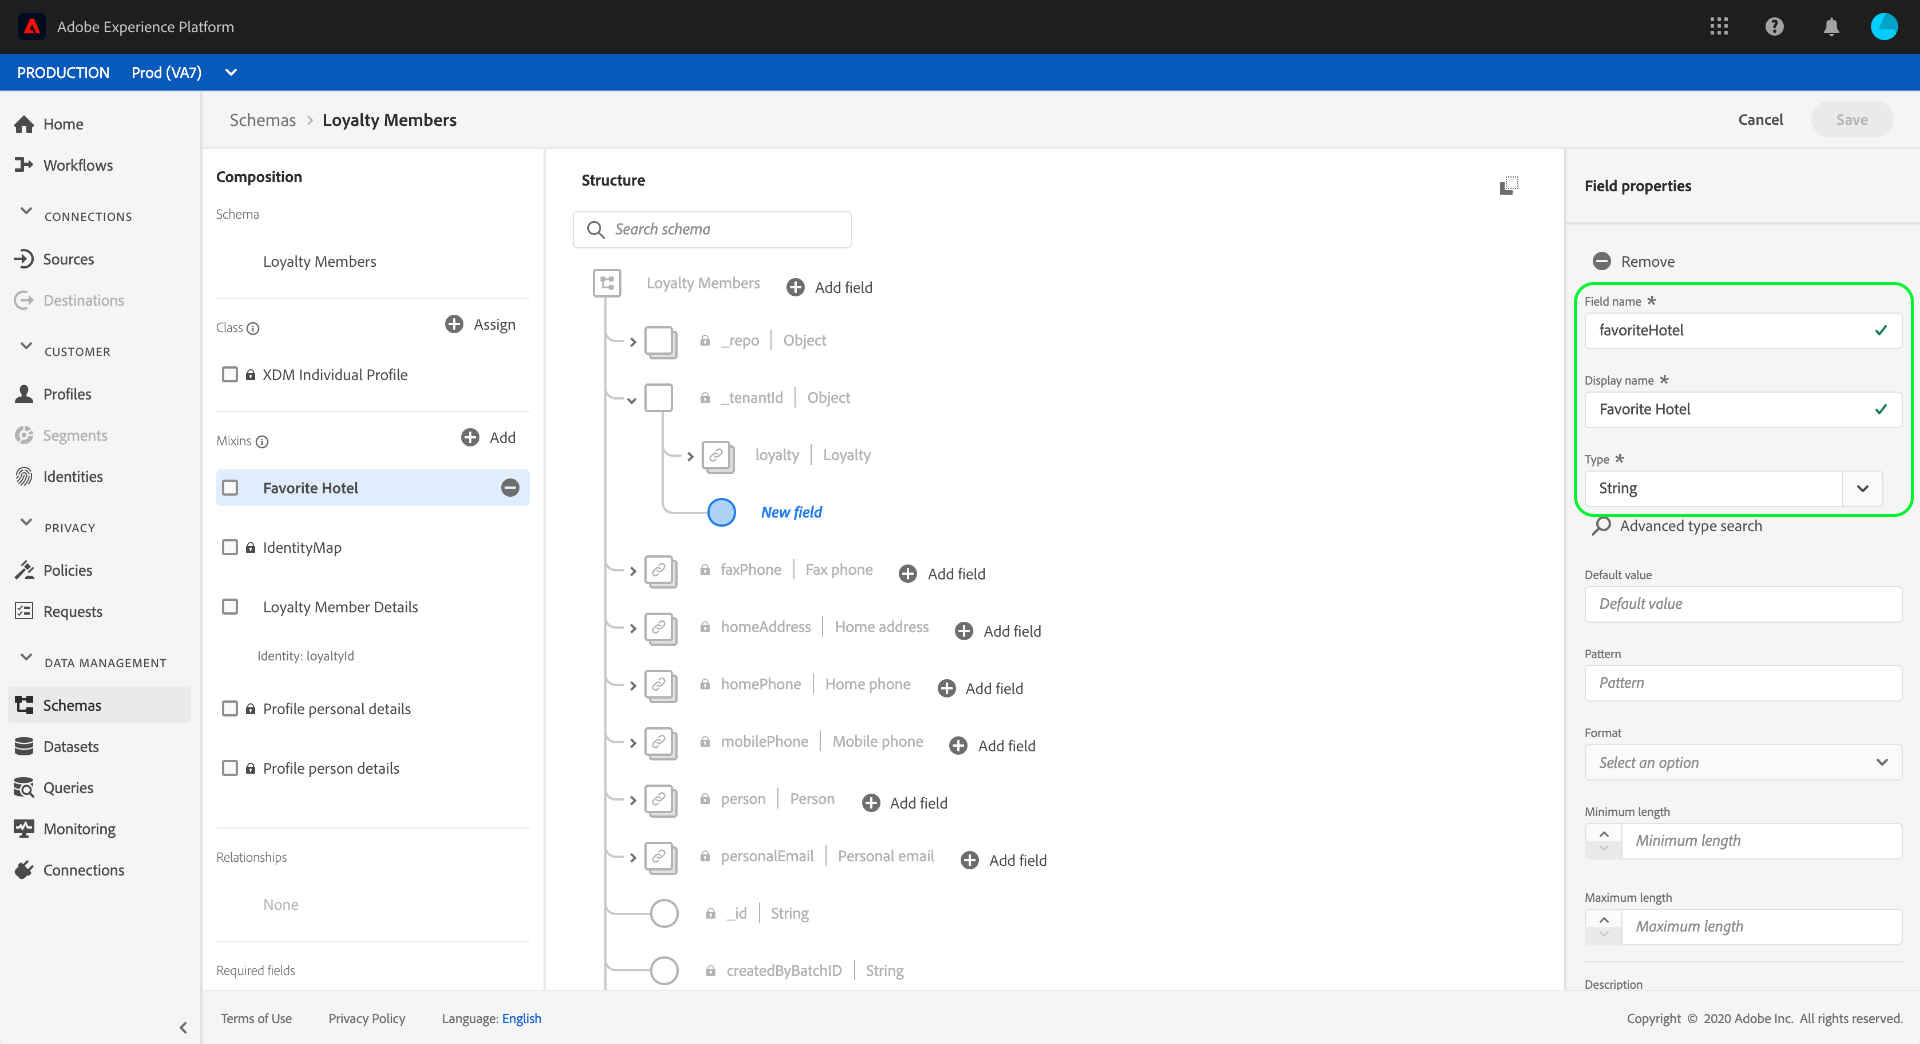 Adobe Experience Platform
PRODUCTION Prod (VA7)
Home
Workflows
CONNECTIONS
Sources
Destinations
CUSTOMER
Profiles
Segments
Identities
PRIVACY
Policies
Requests
DATA MANAGEMENT
Schemas
Datasets
Queries
Monitoring
Connections
Schemas > Loyalty Members
Cancel
Save
Composition
Schema
Loyalty Members
Class
Assign
XDM Individual Profile
Mixins
Add
Favorite Hotel
IdentityMap
Loyalty Member Details
Identity: loyaltyId
Profile personal details
Profile person details
Relationships
None
Required fields
Structure
Search schema
Loyalty Members Add field
_repo | Object
_tenantId | Object
loyalty | Loyalty
New field
faxPhone | Fax phone Add field
homeAddress | Home address Add field
homePhone | Home phone Add field
mobilePhone | Mobile phone Add field
person | Person Add field
personalEmail | Personal email Add field
_id | String
createdByBatchID | String
Field properties
Remove
Field name *
favoriteHotel
Display name *
Favorite Hotel
Type *
String
Advanced type search
Default value
Default value
Pattern
Pattern
Format
Select an option
Minimum length
Minimum length
Maximum length
Maximum length
Description
Terms of Use Privacy Policy Language: English
Copyright © 2020 Adobe Inc. All rights reserved.